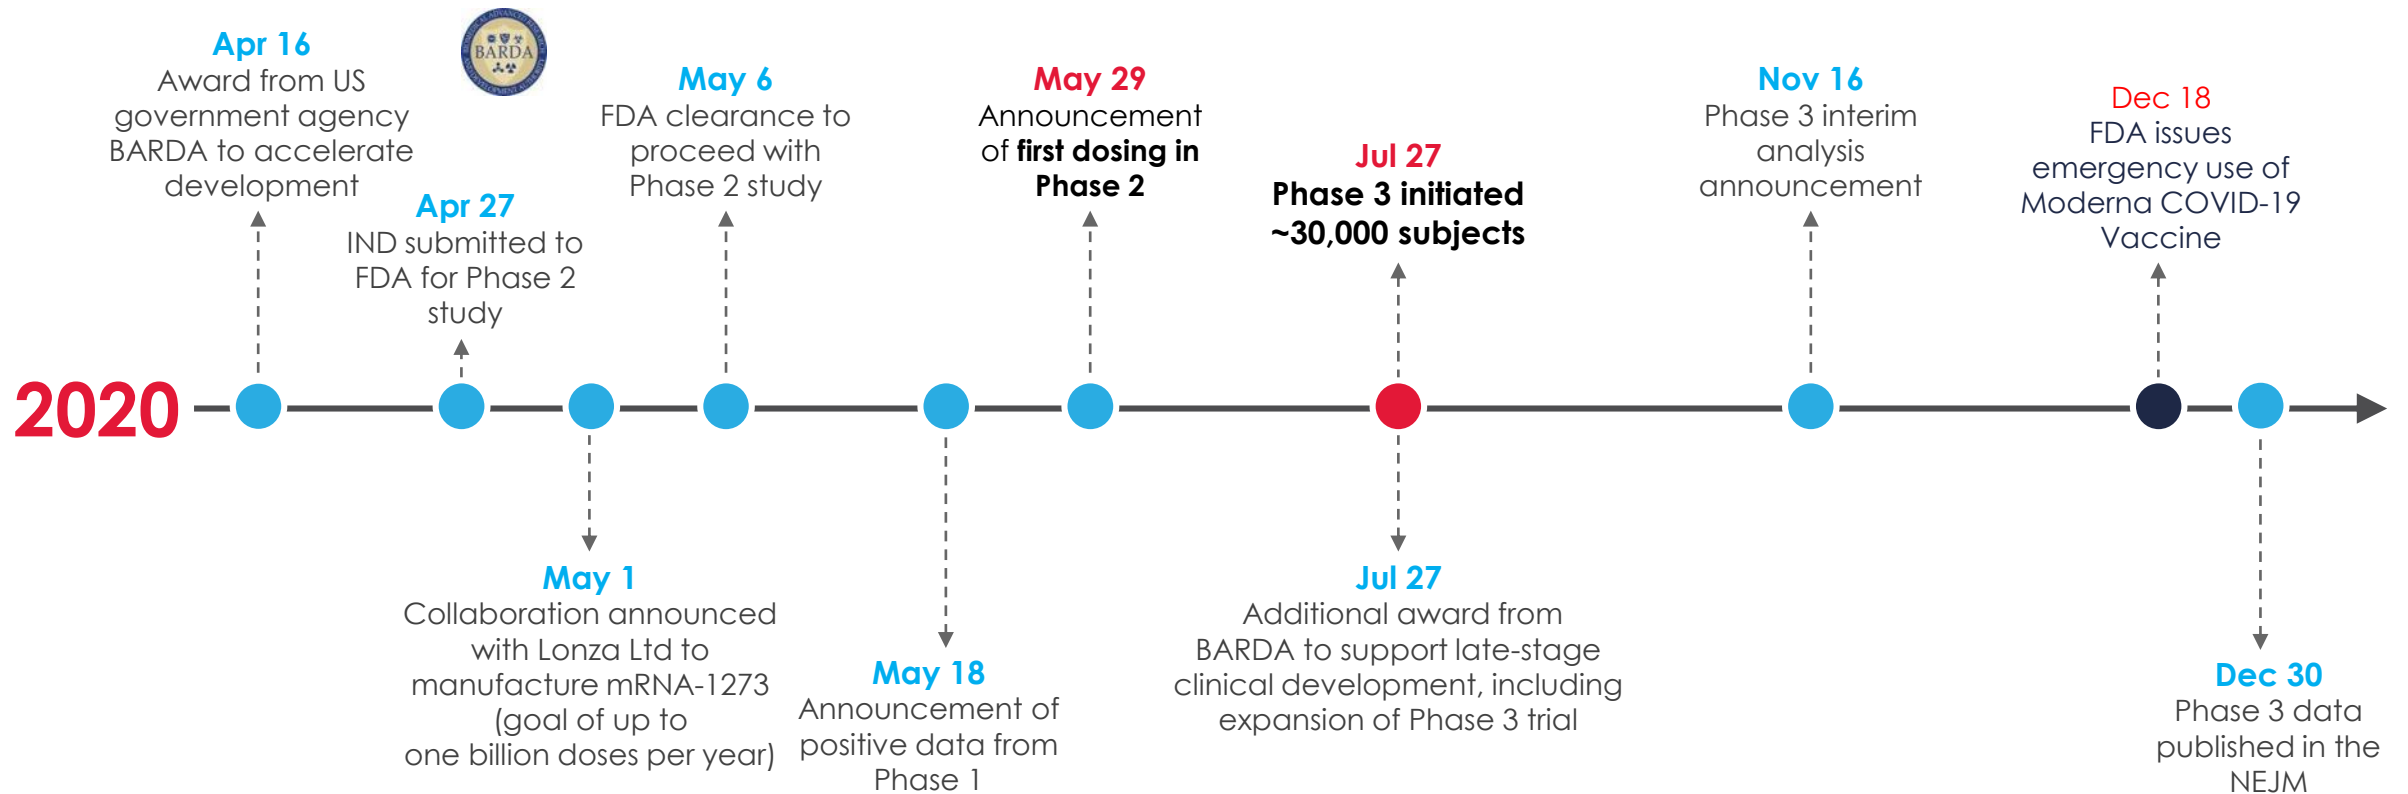 2020
Apr 16
Award from US
government agency
BARDA to accelerate
development
BARDA
Apr 27
IND submitted to
FDA for Phase 2
study
May 1
Collaboration announced
with Lonza Ltd to
manufacture mRNA-1273
(goal of up to
one billion doses per year)
May 6
FDA clearance to
proceed with
Phase 2 study
May 18
Announcement of
positive data from
Phase 1
May 29
Announcement
of first dosing in
Phase 2
Jul 27
Phase 3 initiated
~30,000 subjects
Jul 27
Additional award from
BARDA to support late-stage
clinical development, including
expansion of Phase 3 trial
Nov 16
Phase 3 interim
analysis
announcement
Dec 18
FDA issues
emergency use of
Moderna COVID-19
Vaccine
Dec 30
Phase 3 data
published in the
NEJM